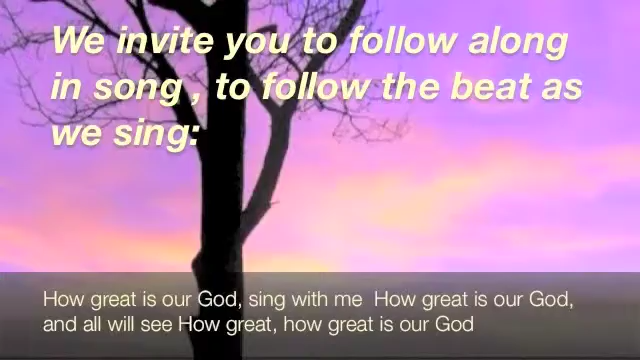 We invite you to follow along
in song , to follow the beat as
we sing:
How great is our God, sing with me  How great is our God,
and all will see How great, how great is our God